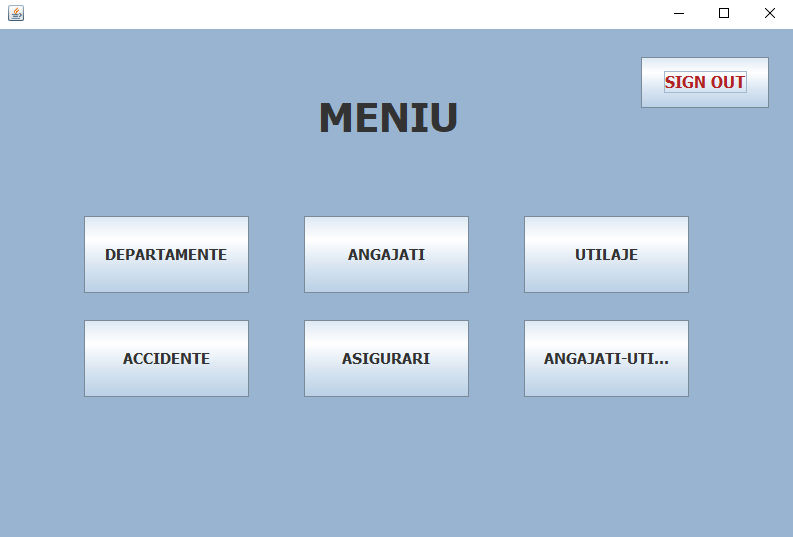 SIGN OUT
MENIU
DEPARTAMENTE
ANGAJATI
UTILAJE
ACCIDENTE
ASIGURARI
ANGAJATI-UTI...